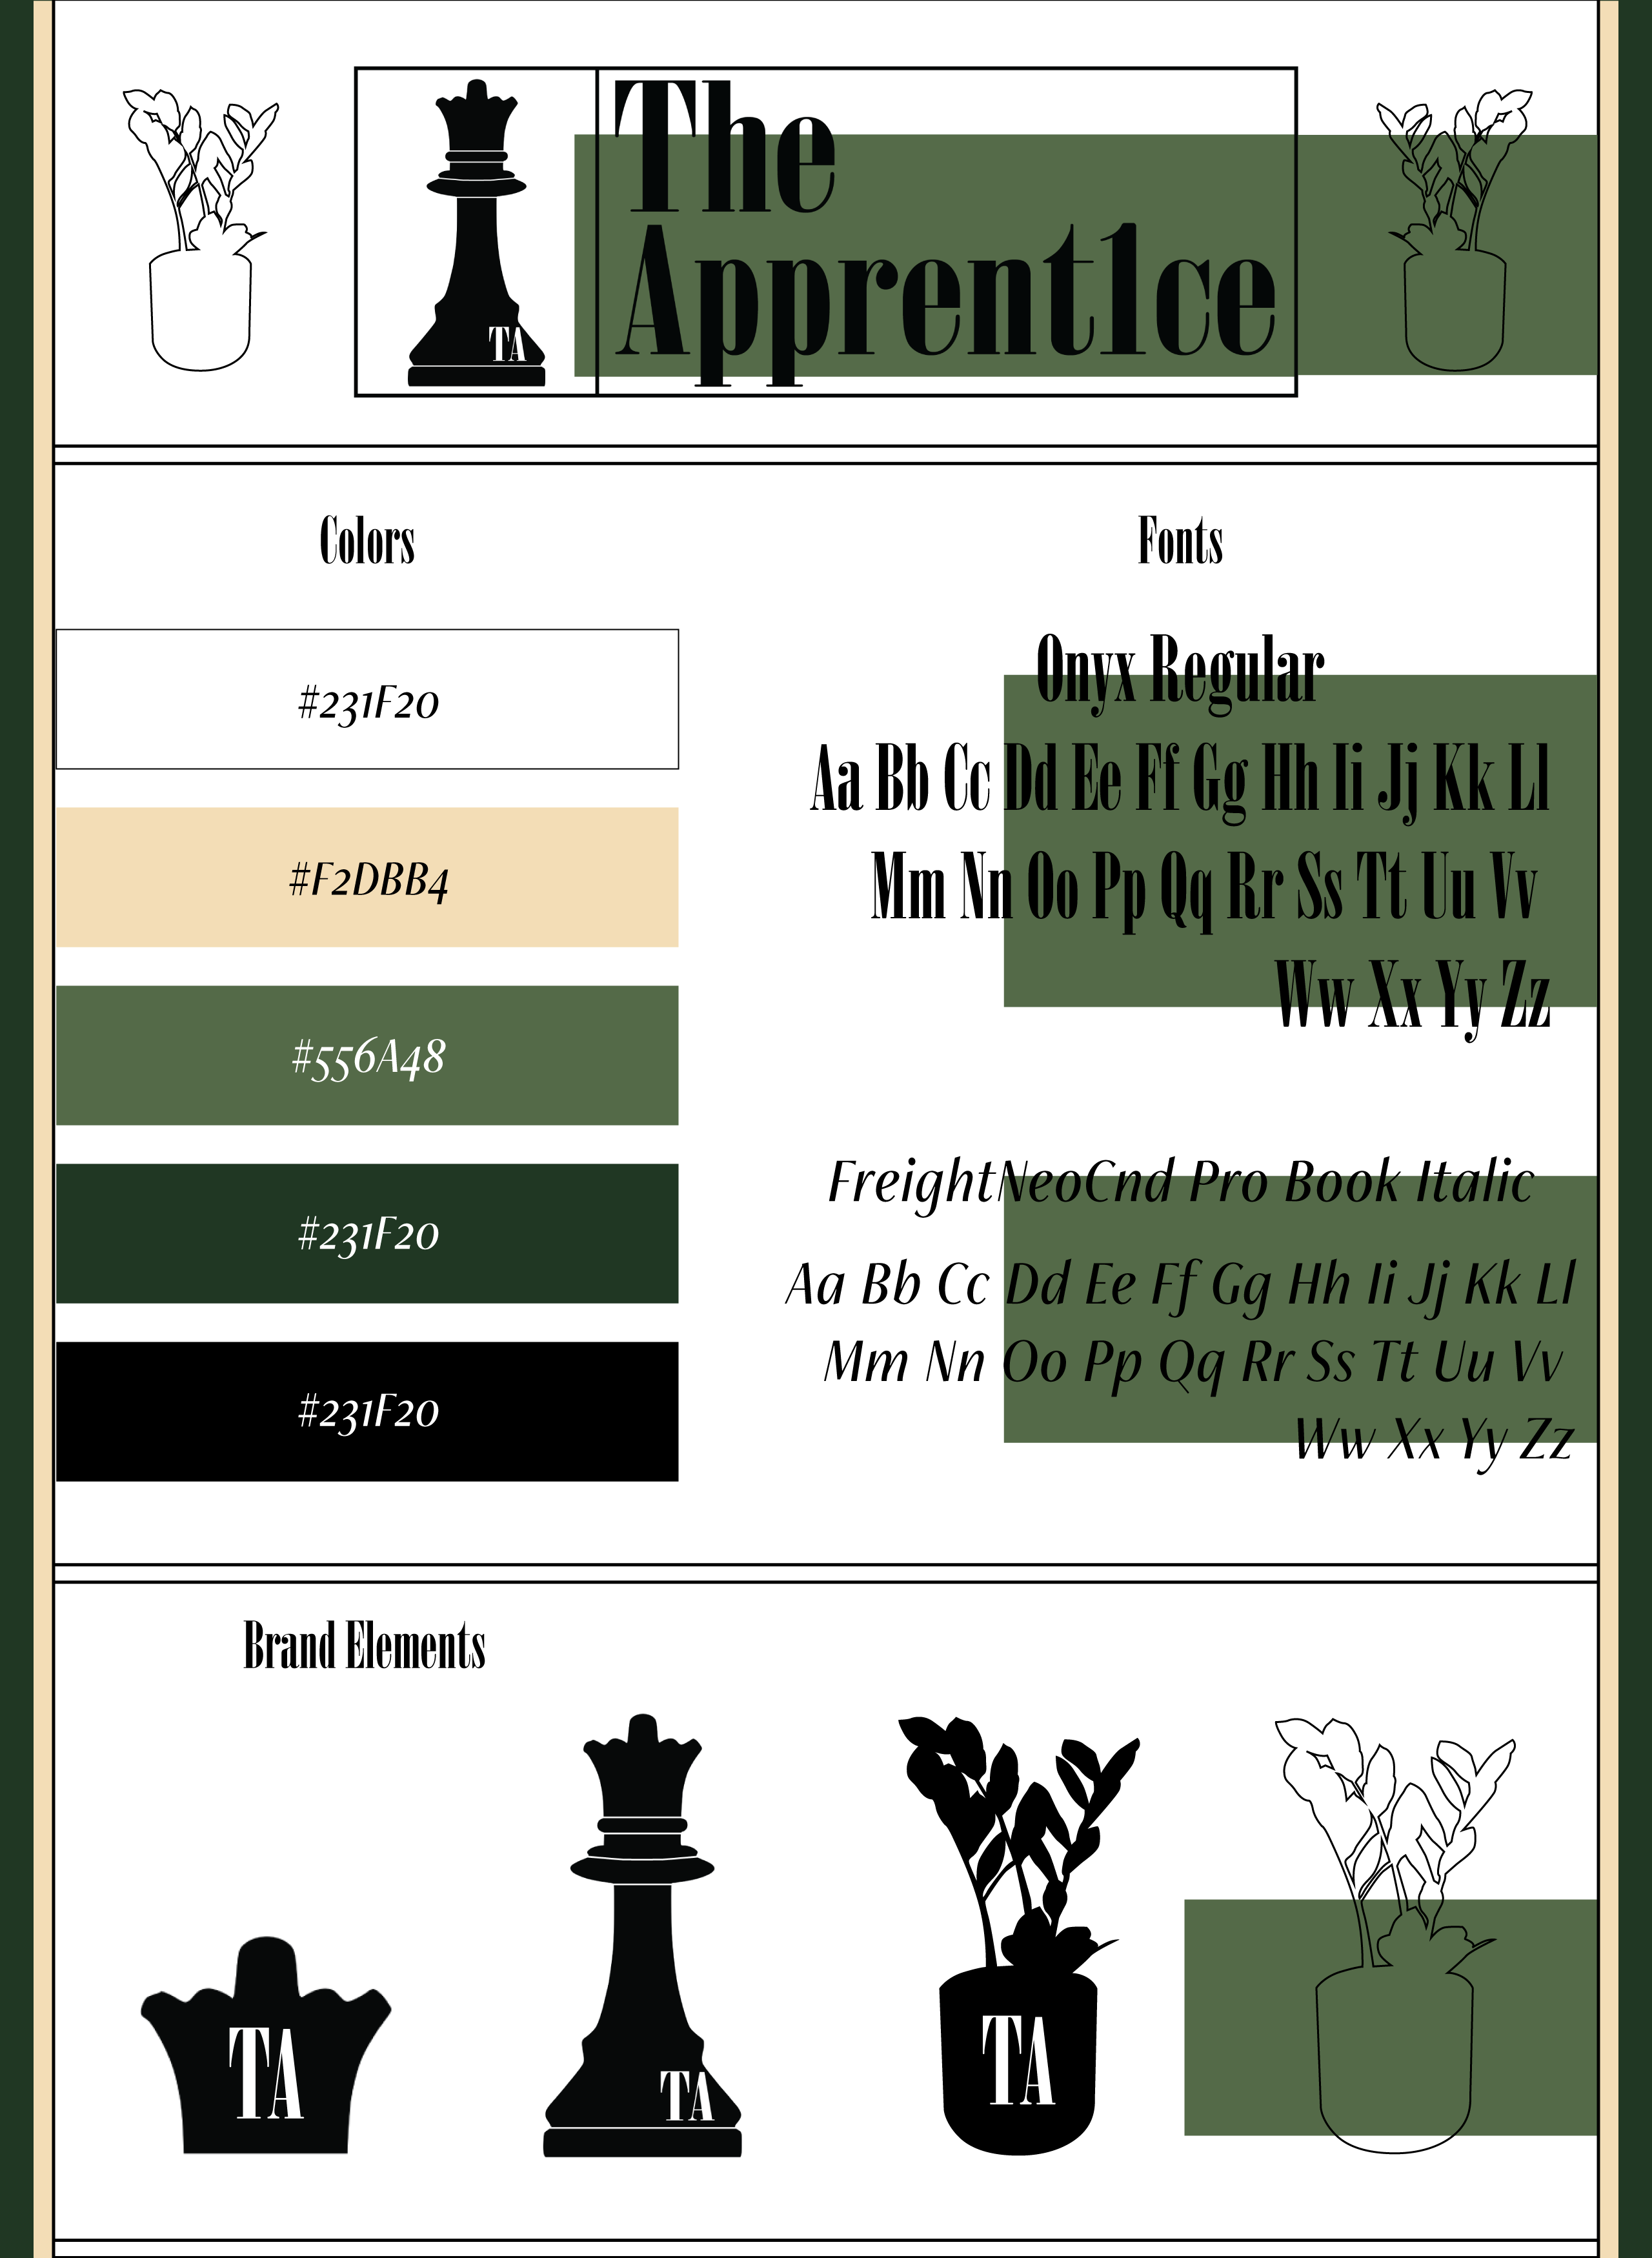 The
Apprent1ce
TA
Colors
#231F20
#F2DBB4
#556A48
#231F20
#231F20
Fonts
Onyx Regular
Aa Bb Cc Dd Ee Ff Gg Hh Ii Jj Kk Ll
Mm Nn Oo Pp Qq Rr Ss Tt Uu Vv
Ww Xx Yy Zz
FreightNeoCnd Pro Book Italic
Aa Bb Cc Dd Ee Ff Gg Hh Ii Jj Kk Ll
Mm Nn Oo Pp Qq Rr Ss Tt Uu Vv
Ww Xx Yy Zz
Brand Elements
TA
TA
TA